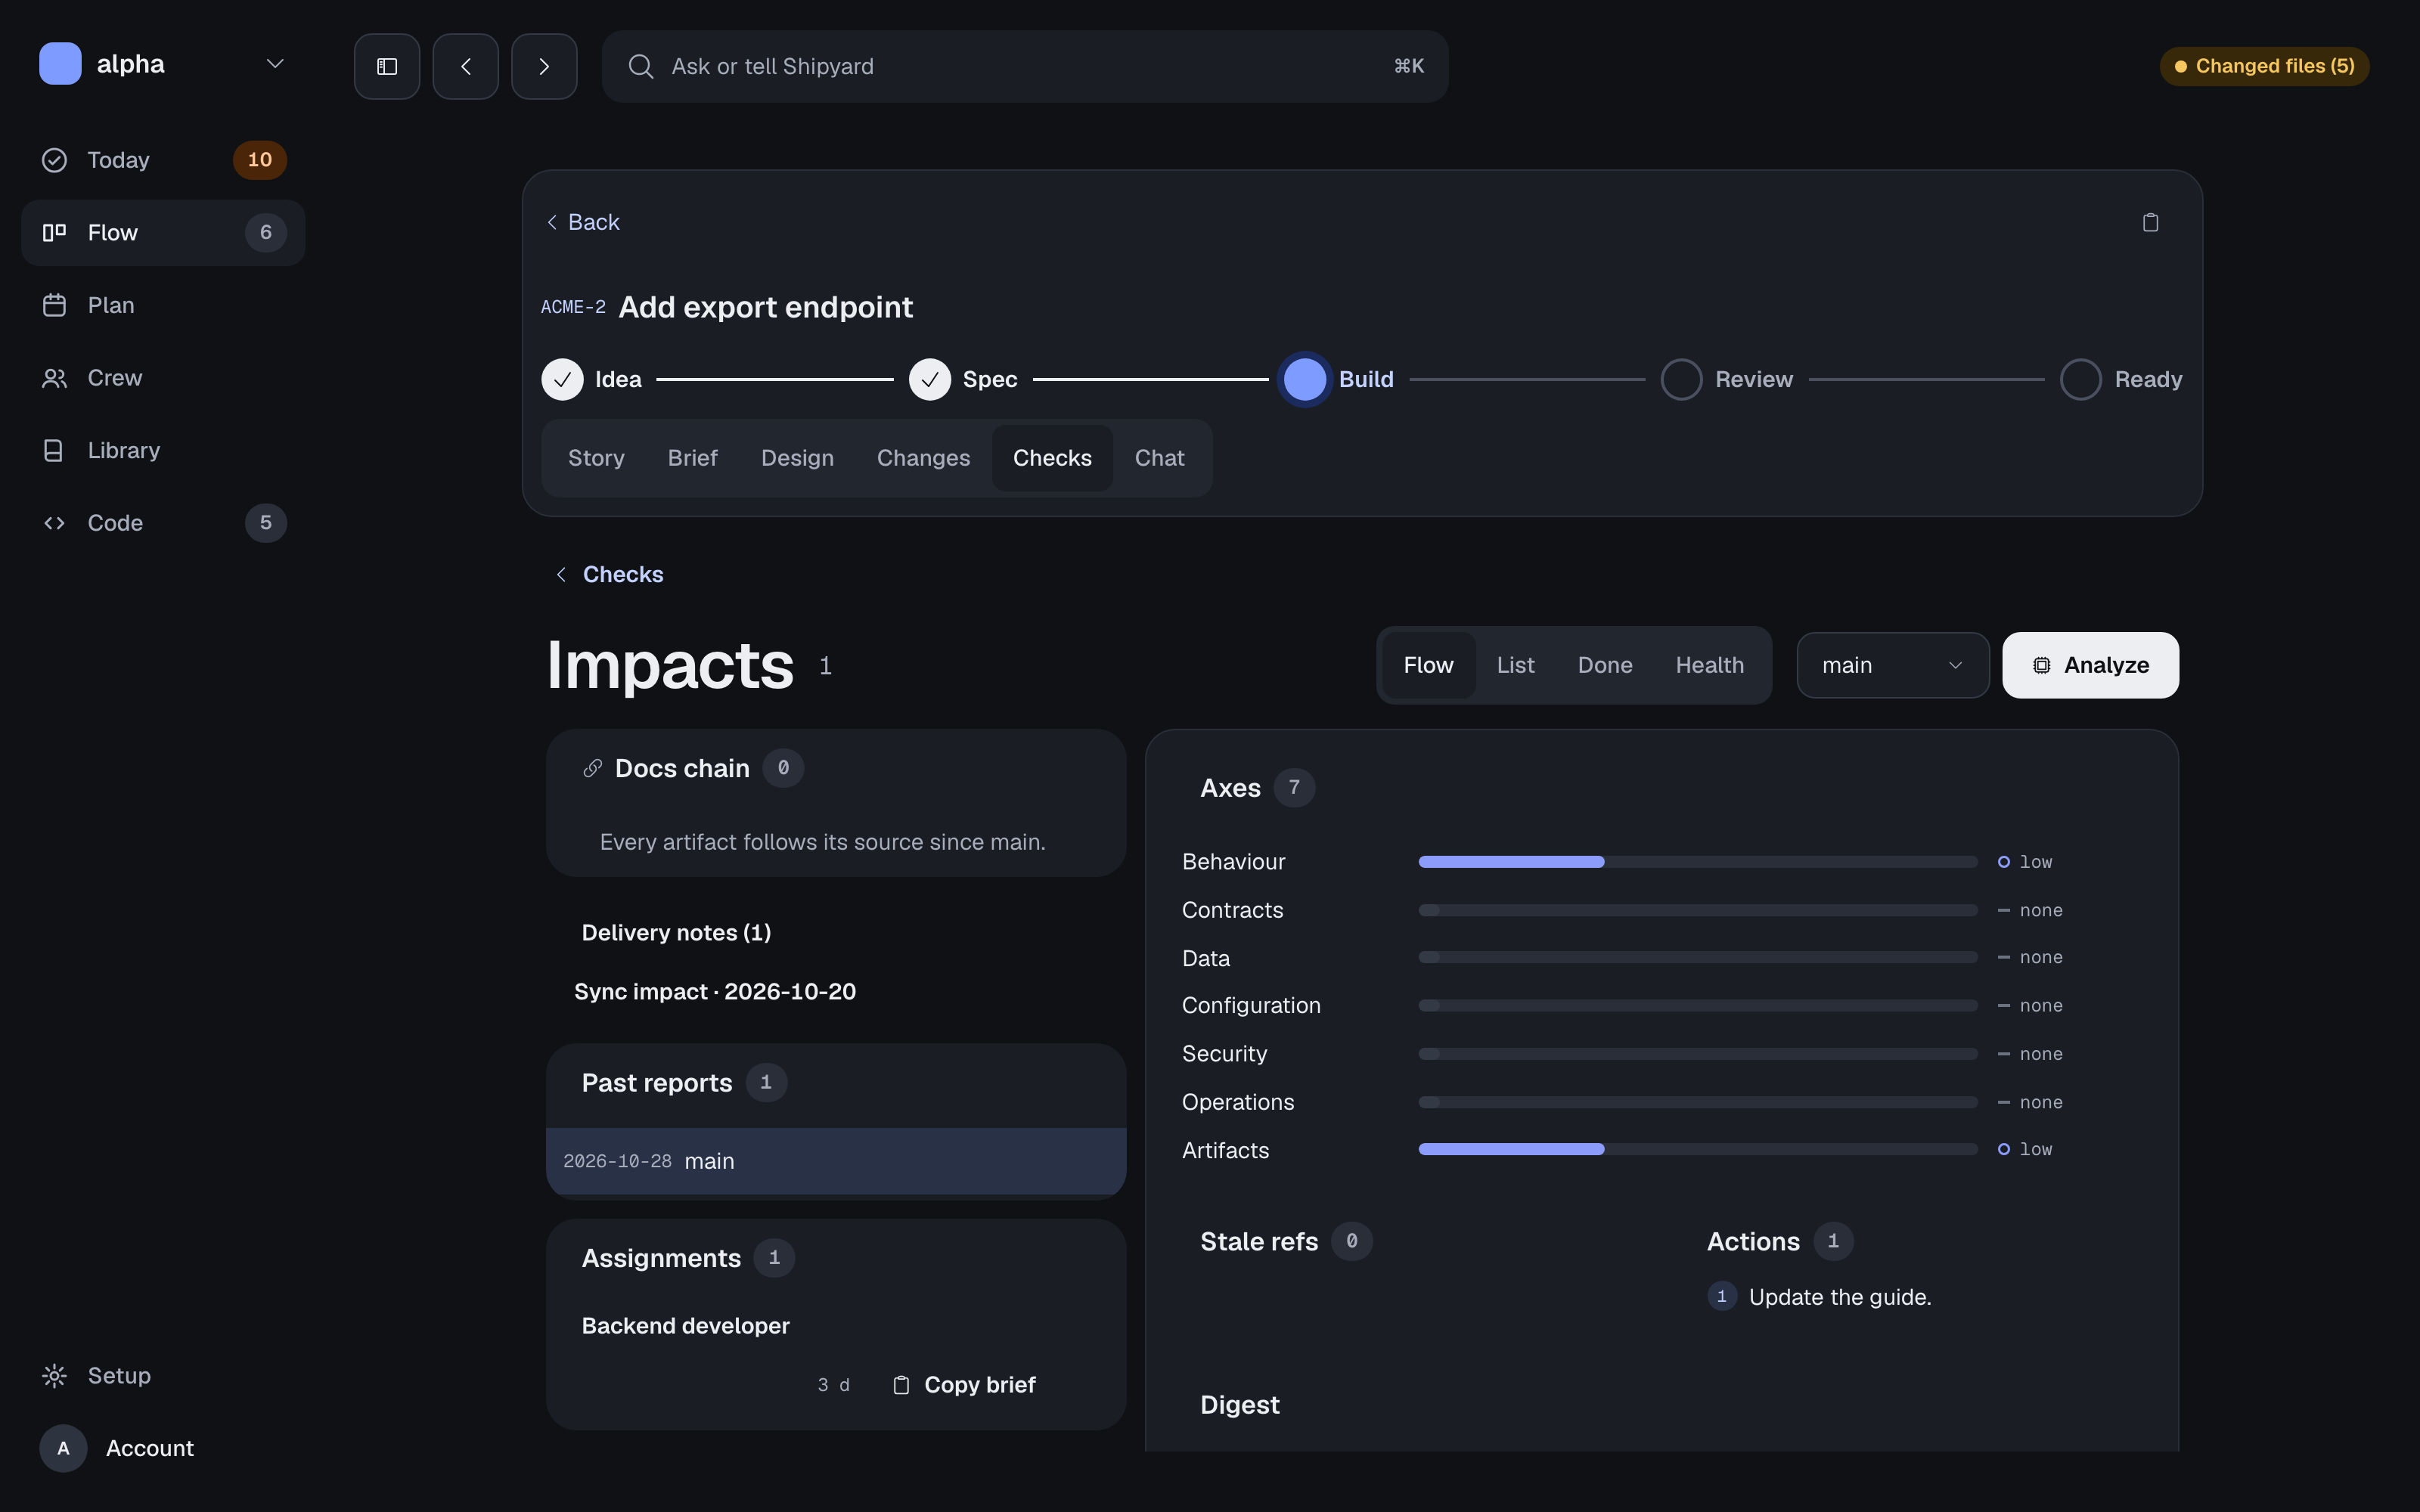 alpha
Ask or tell Shipyard ⌘K
Changed files (5)
Today 10
Flow 6
Plan
Crew
Library
Code 5
Setup
A Account
Back
ACME-2 Add export endpoint
Idea Spec Build Review Ready
Story Brief Design Changes Checks Chat
Checks
Impacts 1
Flow List Done Health
main
Analyze
Docs chain 0
Every artifact follows its source since main.
Delivery notes (1)
Sync impact · 2026-10-20
Past reports 1
2026-10-28 main
Assignments 1
Backend developer
3 d Copy brief
Axes 7
Behaviour low
Contracts none
Data none
Configuration none
Security none
Operations none
Artifacts low
Stale refs 0
Actions 1
1 Update the guide.
Digest